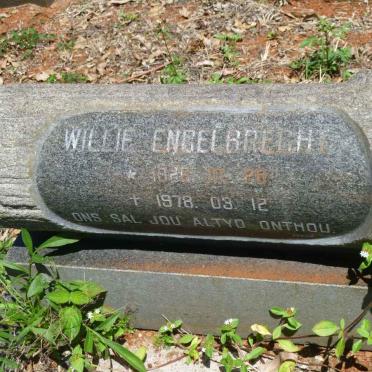 WILLIE ENGELBRECHT
† 1978. 03. 12
ONS SAL JOU ALTYD ONTHOU